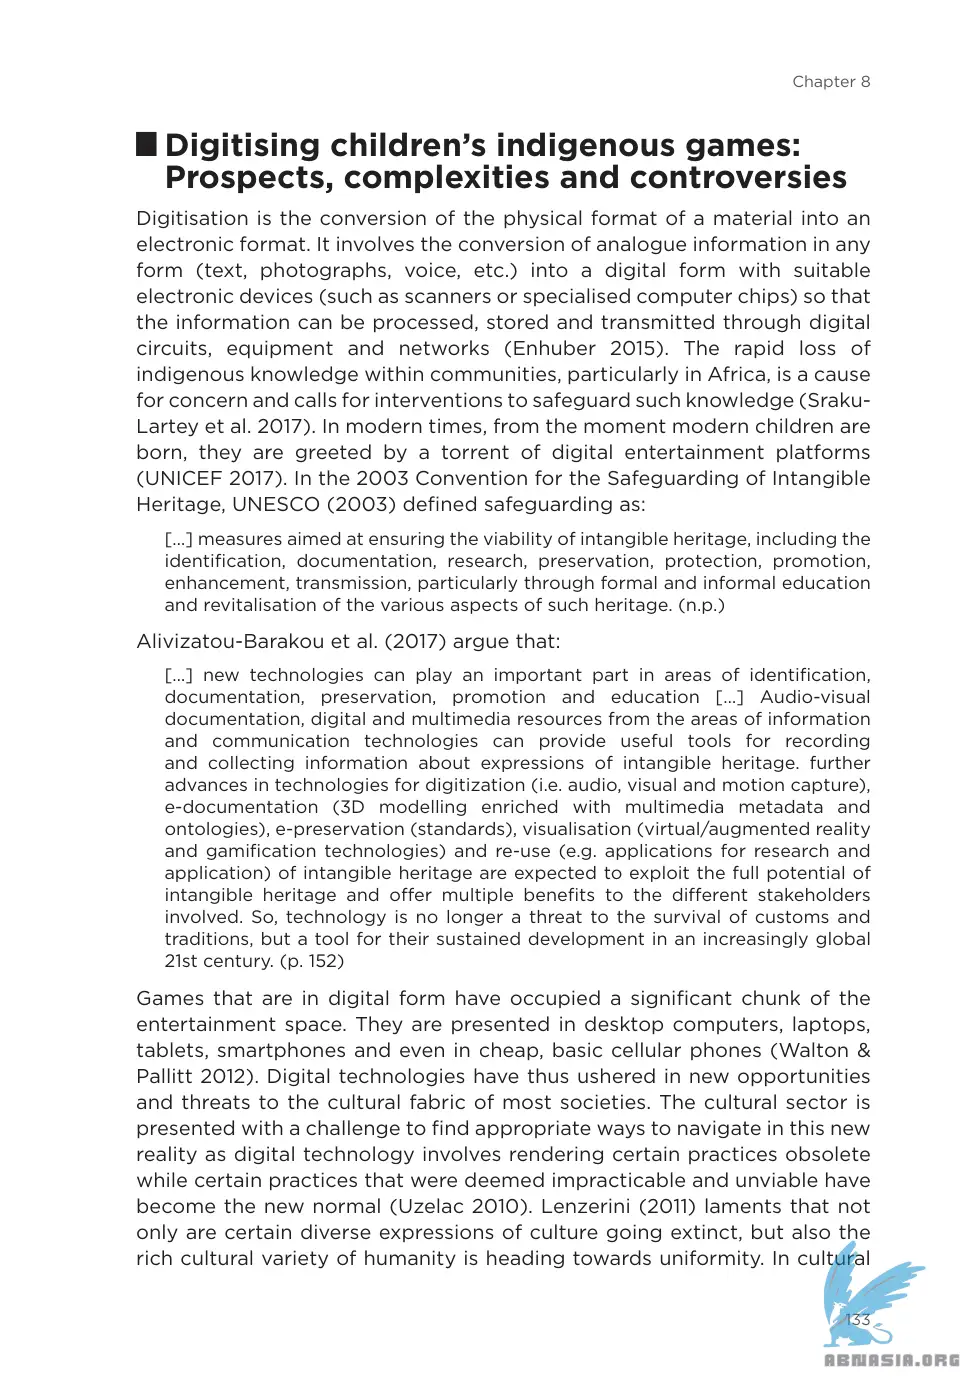 Chapter 8
Digitising children’s indigenous games:
Prospects, complexities and controversies
Digitisation is the conversion of the physical format of a material into an
electronic format. It involves the conversion of analogue information in any
form (text, photographs, voice, etc.) into a digital form with suitable
electronic devices (such as scanners or specialised computer chips) so that
the information can be processed, stored and transmitted through digital
circuits, equipment and networks (Enhuber 2015). The rapid loss of
indigenous knowledge within communities, particularly in Africa, is a cause
for concern and calls for interventions to safeguard such knowledge (Sraku-
Lartey et al. 2017). In modern times, from the moment modern children are
born, they are greeted by a torrent of digital entertainment platforms
(UNICEF 2017). In the 2003 Convention for the Safeguarding of Intangible
Heritage, UNESCO (2003) defined safeguarding as:
[...] measures aimed at ensuring the viability of intangible heritage, including the
identification, documentation, research, preservation, protection, promotion,
enhancement, transmission, particularly through formal and informal education
and revitalisation of the various aspects of such heritage. (n.p.)
Alivizatou-Barakou et al. (2017) argue that:
[...] new technologies can play an important part in areas of identification,
documentation, preservation, promotion and education [...] Audio-visual
documentation, digital and multimedia resources from the areas of information
and communication technologies can provide useful tools for recording
and collecting information about expressions of intangible heritage. further
advances in technologies for digitization (i.e. audio, visual and motion capture),
e-documentation (3D modelling enriched with multimedia metadata and
ontologies), e-preservation (standards), visualisation (virtual/augmented reality
and gamification technologies) and re-use (e.g. applications for research and
application) of intangible heritage are expected to exploit the full potential of
intangible heritage and offer multiple benefits to the different stakeholders
involved. So, technology is no longer a threat to the survival of customs and
traditions, but a tool for their sustained development in an increasingly global
21st century. (p. 152)
Games that are in digital form have occupied a significant chunk of the
entertainment space. They are presented in desktop computers, laptops,
tablets, smartphones and even in cheap, basic cellular phones (Walton &
Pallitt 2012). Digital technologies have thus ushered in new opportunities
and threats to the cultural fabric of most societies. The cultural sector is
presented with a challenge to find appropriate ways to navigate in this new
reality as digital technology involves rendering certain practices obsolete
while certain practices that were deemed impracticable and unviable have
become the new normal (Uzelac 2010). Lenzerini (2011) laments that not
only are certain diverse expressions of culture going extinct, but also the
rich cultural variety of humanity is heading towards uniformity. In cultural
133
ABNASIA.ORG